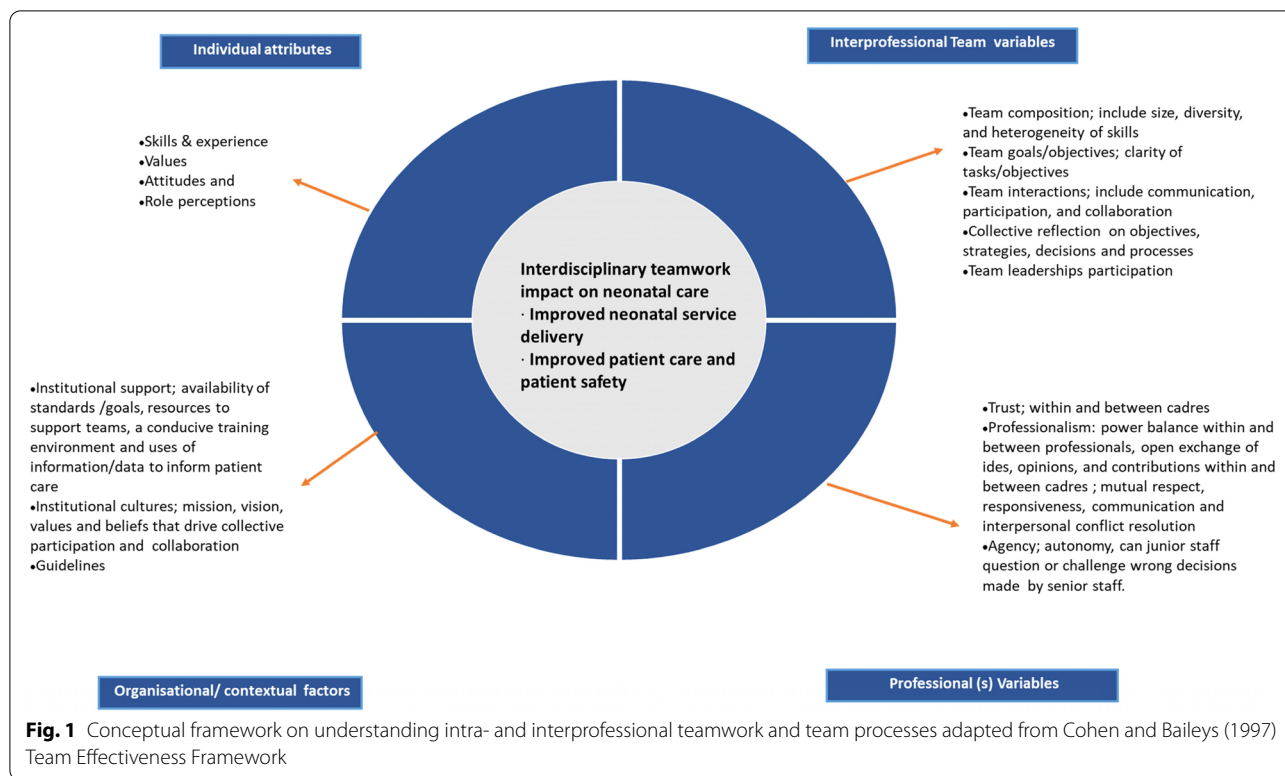 Individual attributes
Interprofessional Team variables
•Skills & experience
•Values
•Attitudes and
•Role perceptions
•Team composition; include size, diversity,
and heterogeneity of skills
•Team goals/objectives; clarity of
tasks/objectives
•Team interactions; include communication,
participation, and collaboration
•Collective reflection on objectives,
strategies, decisions and processes
•Team leaderships participation
Interdisciplinary teamwork
impact on neonatal care
· Improved neonatal service
delivery
· Improved patient care and
patient safety
•Institutional support; availability of
standards /goals, resources to
support teams, a conducive training
environment and uses of
information/data to inform patient
care
•Institutional cultures; mission, vision,
values and beliefs that drive collective
participation and collaboration
•Guidelines
•Trust; within and between cadres
•Professionalism: power balance within and
between professionals, open exchange of
ides, opinions, and contributions within and
between cadres ; mutual respect,
responsiveness, communication and
interpersonal conflict resolution
•Agency; autonomy, can junior staff
question or challenge wrong decisions
made by senior staff.
Organisational/ contextual factors
Professional (s) Variables
Fig. 1 Conceptual framework on understanding intra- and interprofessional teamwork and team processes adapted from Cohen and Baileys (1997)
Team Effectiveness Framework